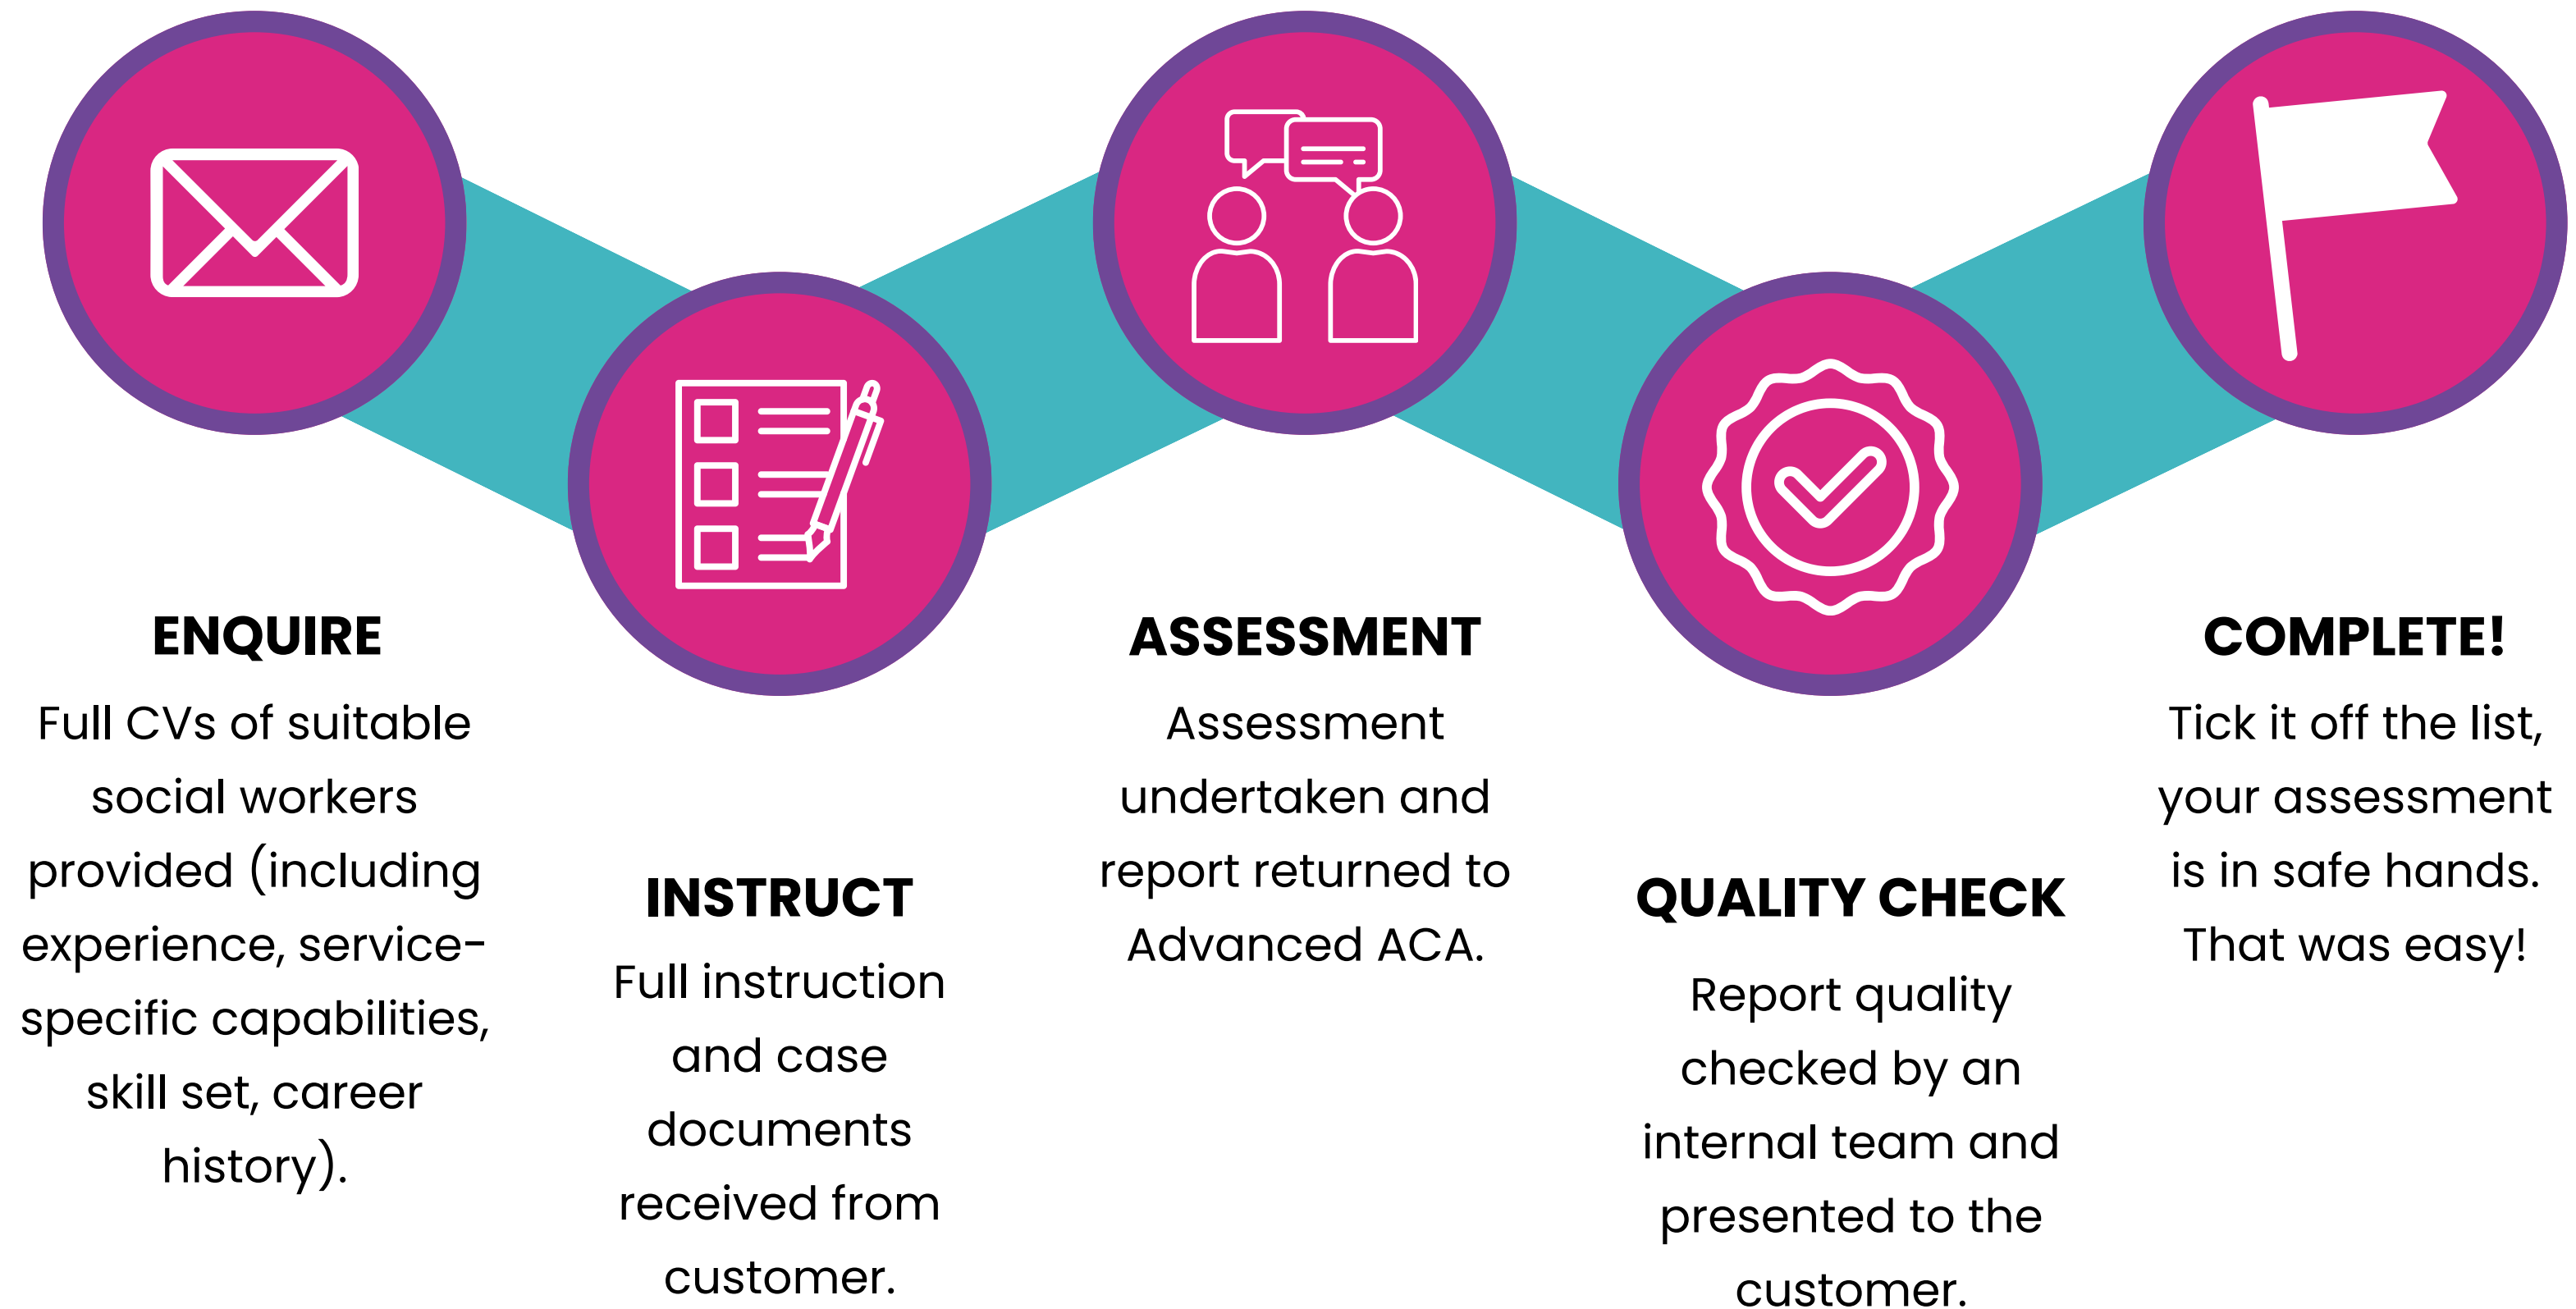 ENQUIRE
Full CVs of suitable
social workers
provided (including
experience, service-
specific capabilities,
skill set, career
history).
INSTRUCT
Full instruction
and case
documents
received from
customer.
ASSESSMENT
Assessment
undertaken and
report returned to
Advanced ACA.
QUALITY CHECK
Report quality
checked by an
internal team and
presented to the
customer.
COMPLETE!
Tick it off the list,
your assessment
is in safe hands.
That was easy!